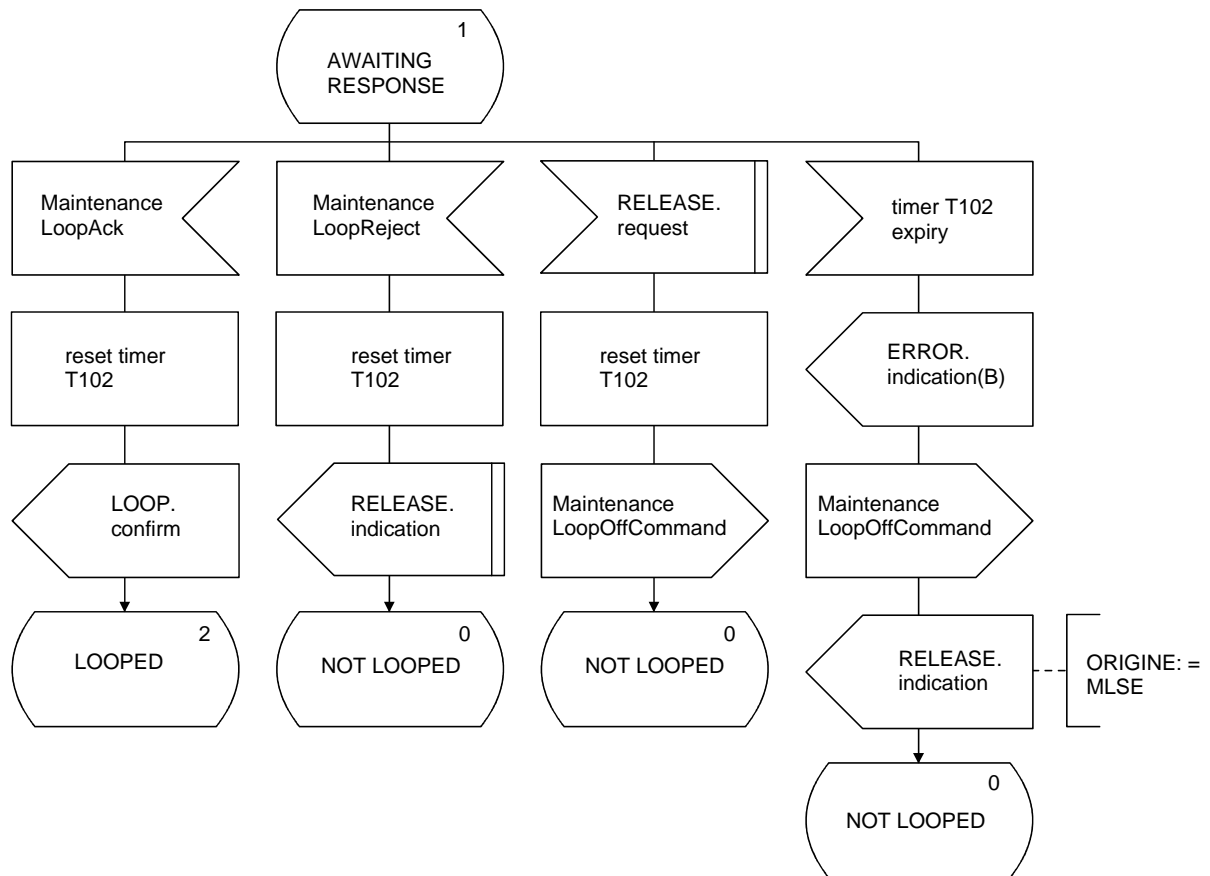 1
AWAITING
RESPONSE
Maintenance
LoopAck
Maintenance
LoopReject
RELEASE.
request
timer T102
expiry
reset timer
T102
reset timer
T102
reset timer
T102
ERROR.
indication(B)
LOOP.
confirm
RELEASE.
indication
Maintenance
LoopOffCommand
Maintenance
LoopOffCommand
2
LOOPED
0
NOT LOOPED
0
NOT LOOPED
RELEASE.
indication
ORIGINE: =
MLSE
0
NOT LOOPED